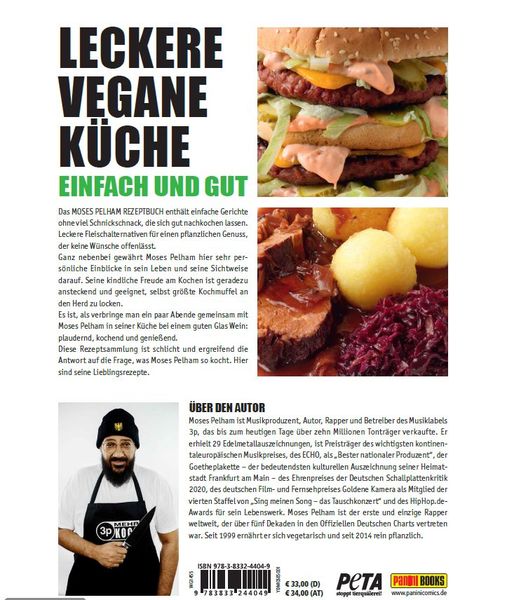 LECKERE
VEGANE
KÜCHE
EINFACH UND GUT
Das MOSES PELHAM REZEPTBUCH enthält einfache Gerichte
ohne viel Schnickschnack, die sich gut nachkochen lassen.
Leckere Fleischalternativen für einen pflanzlichen Genuss,
der keine Wünsche offenlässt.
Ganz nebenbei gewährt Moses Pelham hier sehr per-
sönliche Einblicke in sein Leben und seine Sichtweise
darauf. Seine kindliche Freude am Kochen ist geradezu
ansteckend und geeignet, selbst größte Kochmuffel an
den Herd zu locken.
Es ist, als verbringe man ein paar Abende gemeinsam mit
Moses Pelham in seiner Küche bei einem guten Glas Wein:
plaudernd, kochend und genießend.
Diese Rezeptsammlung ist schlicht und ergreifend die
Antwort auf die Frage, was Moses Pelham so kocht. Hier
sind seine Lieblingsrezepte.
3p
MEHR
KOC
ÜBER DEN AUTOR
Moses Pelham ist Musikproduzent, Autor, Rapper und Betreiber des Musiklabels
3p, das bis zum heutigen Tage über zehn Millionen Tonträger verkaufte. Er
erhielt 29 Edelmetallauszeichnungen, ist Preisträger des wichtigsten kontinen-
taleuropäischen Musikpreises, des ECHO, als „Bester nationaler Produzent“, der
Goetheplakette – der bedeutendsten kulturellen Auszeichnung seiner Heimat-
stadt Frankfurt am Main – des Ehrenpreises der Deutschen Schallplattenkritik
2020, des deutschen Film- und Fernsehpreises Goldene Kamera als Mitglied der
vierten Staffel von „Sing meinen Song – das Tauschkonzert“ und des HipHop.de-
Awards für sein Lebenswerk. Moses Pelham ist der erste und einzige Rapper
weltweit, der über fünf Dekaden in den Offiziellen Deutschen Charts vertreten
war. Seit 1999 ernährt er sich vegetarisch und seit 2014 rein pflanzlich.
ISBN 978-3-8332-4404-9
9 783833 244049
€ 33,00 (D)
€ 34,00 (AT)
PETA
stoppt tierquälerei!
PANINI BOOKS
www.paninicomics.de